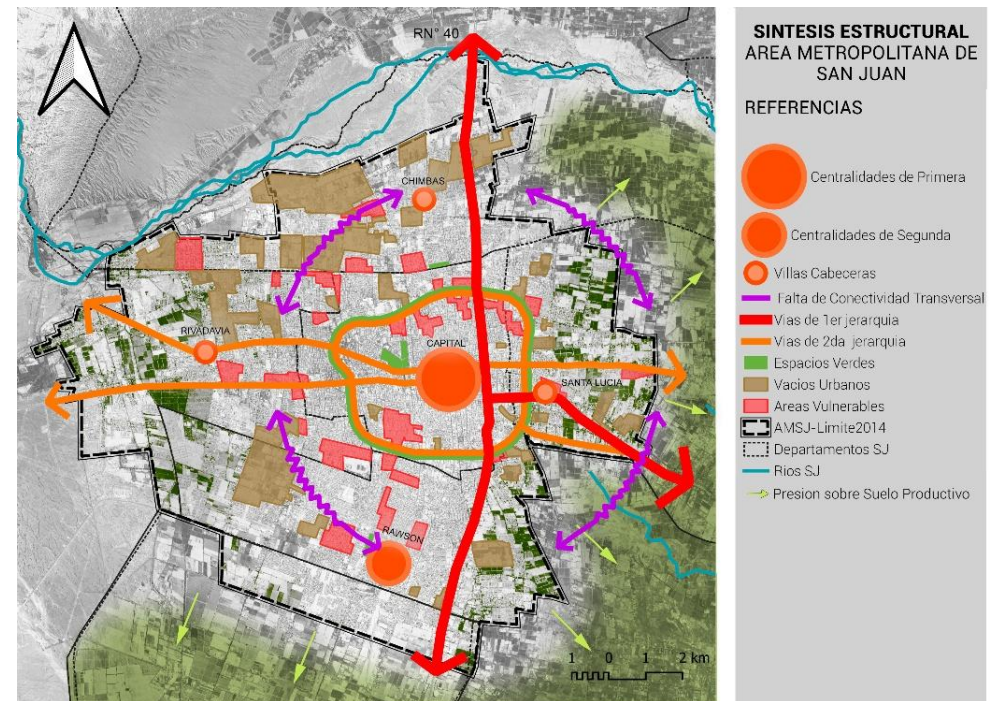 RN° 40
CHIMBAS
RIVADAVIA
CAPITAL
SANTA LUCIA
RAWSON
1 0 1 2 km
SINTESIS ESTRUCTURAL
AREA METROPOLITANA DE
SAN JUAN
REFERENCIAS
Centralidades de Primera
Centralidades de Segunda
Villas Cabeceras
Falta de Conectividad Transversal
Vias de 1er jerarquia
Vias de 2da jerarquia
Espacios Verdes
Vacios Urbanos
Areas Vulnerables
AMSJ-Limite2014
Departamentos SJ
Rios SJ
Presion sobre Suelo Productivo